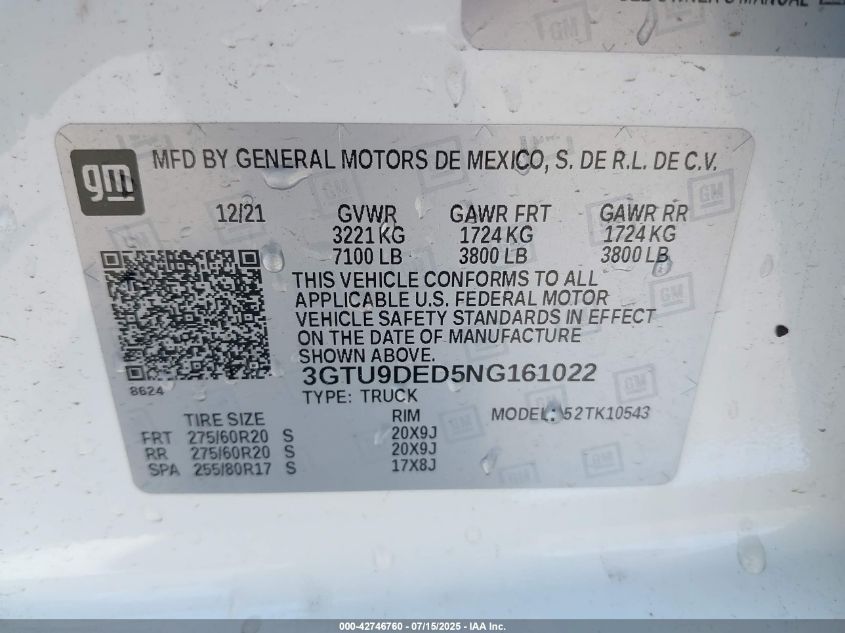 gm
MFD BY GENERAL MOTORS DE MEXICO, S. DE R.L. DE C.V.
12/21 GVWR GAWR FRT GAWR RR
3221 KG 1724 KG 1724 KG
7100 LB 3800 LB 3800 LB
THIS VEHICLE CONFORMS TO ALL
APPLICABLE U.S. FEDERAL MOTOR
VEHICLE SAFETY STANDARDS IN EFFECT
ON THE DATE OF MANUFACTURE
SHOWN ABOVE.
3GTU9DED5NG161022
8624 TYPE: TRUCK
TIRE SIZE RIM MODEL: 52TK10543
FRT 275/60R20 S 20X9J
RR 275/60R20 S 20X9J
SPA 255/80R17 S 17X8J
000-42746760 - 07/15/2025 - IAA Inc.